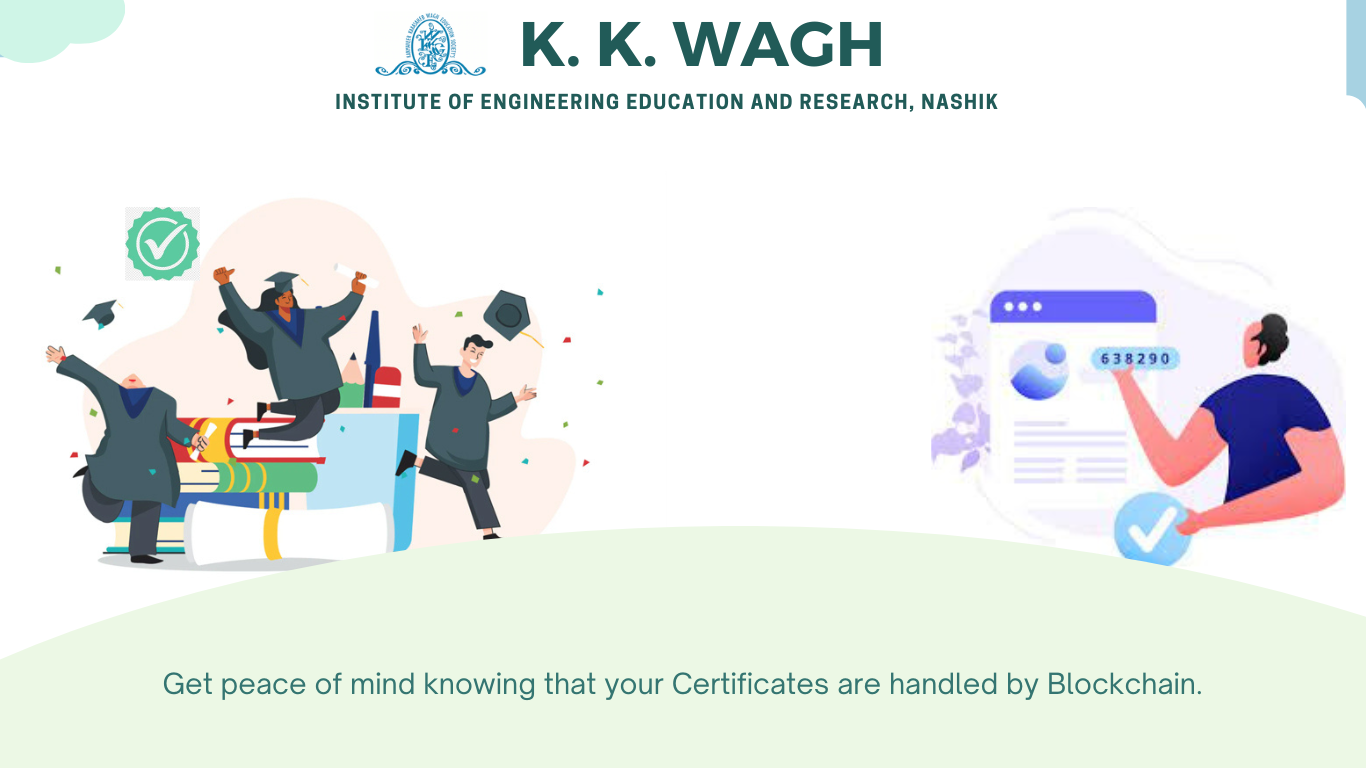 K. K. WAGH
INSTITUTE OF ENGINEERING EDUCATION AND RESEARCH, NASHIK
638290
Get peace of mind knowing that your Certificates are handled by Blockchain.